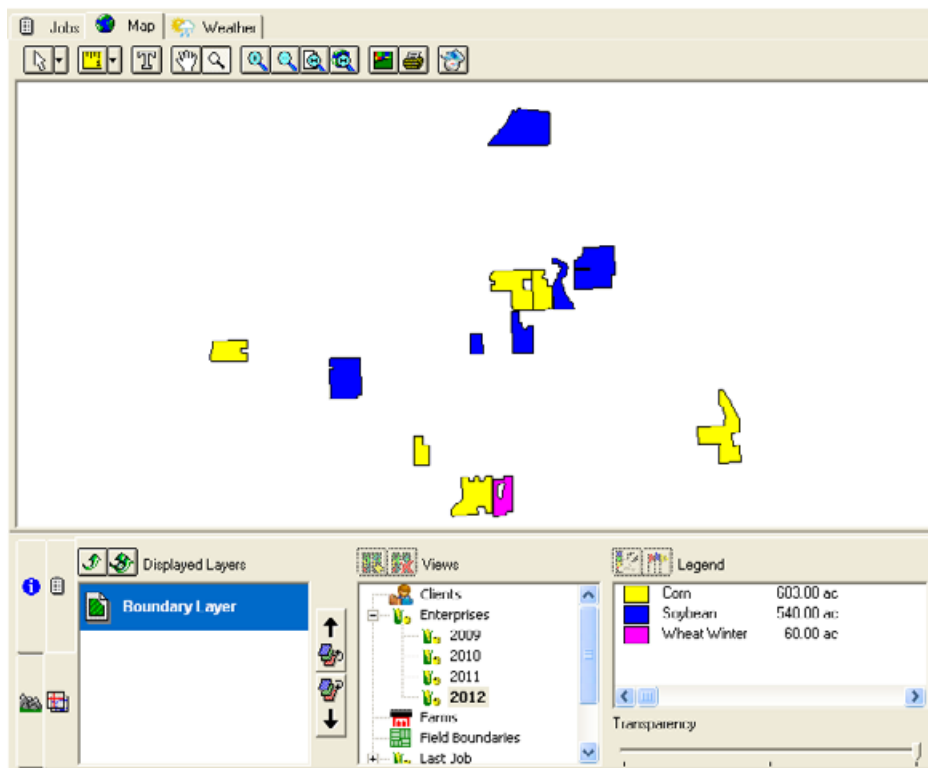 Jobs Map Weather
T
Displayed Layers
Boundary Layer
Views
Clients
Enterprises
2009
2010
2011
2012
Farms
Field Boundaries
Last Job
Legend
Corn 603.00 ac
Soybean 540.00 ac
Wheat Winter 60.00 ac
Transparency